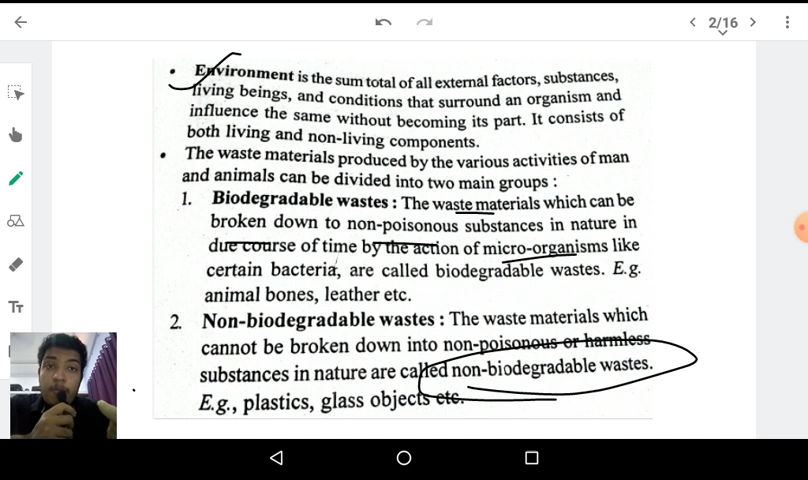 2/16
• Environment is the sum total of all external factors, substances,
living beings, and conditions that surround an organism and
influence the same without becoming its part. It consists of
both living and non-living components.
• The waste materials produced by the various activities of man
and animals can be divided into two main groups :
1. Biodegradable wastes : The waste materials which can be
broken down to non-poisonous substances in nature in
due course of time by the action of micro-organisms like
certain bacteria, are called biodegradable wastes. E.g.
animal bones, leather etc.
2. Non-biodegradable wastes : The waste materials which
cannot be broken down into non-poisonous or harmless
substances in nature are called non-biodegradable wastes.
E.g., plastics, glass objects etc.
Tт